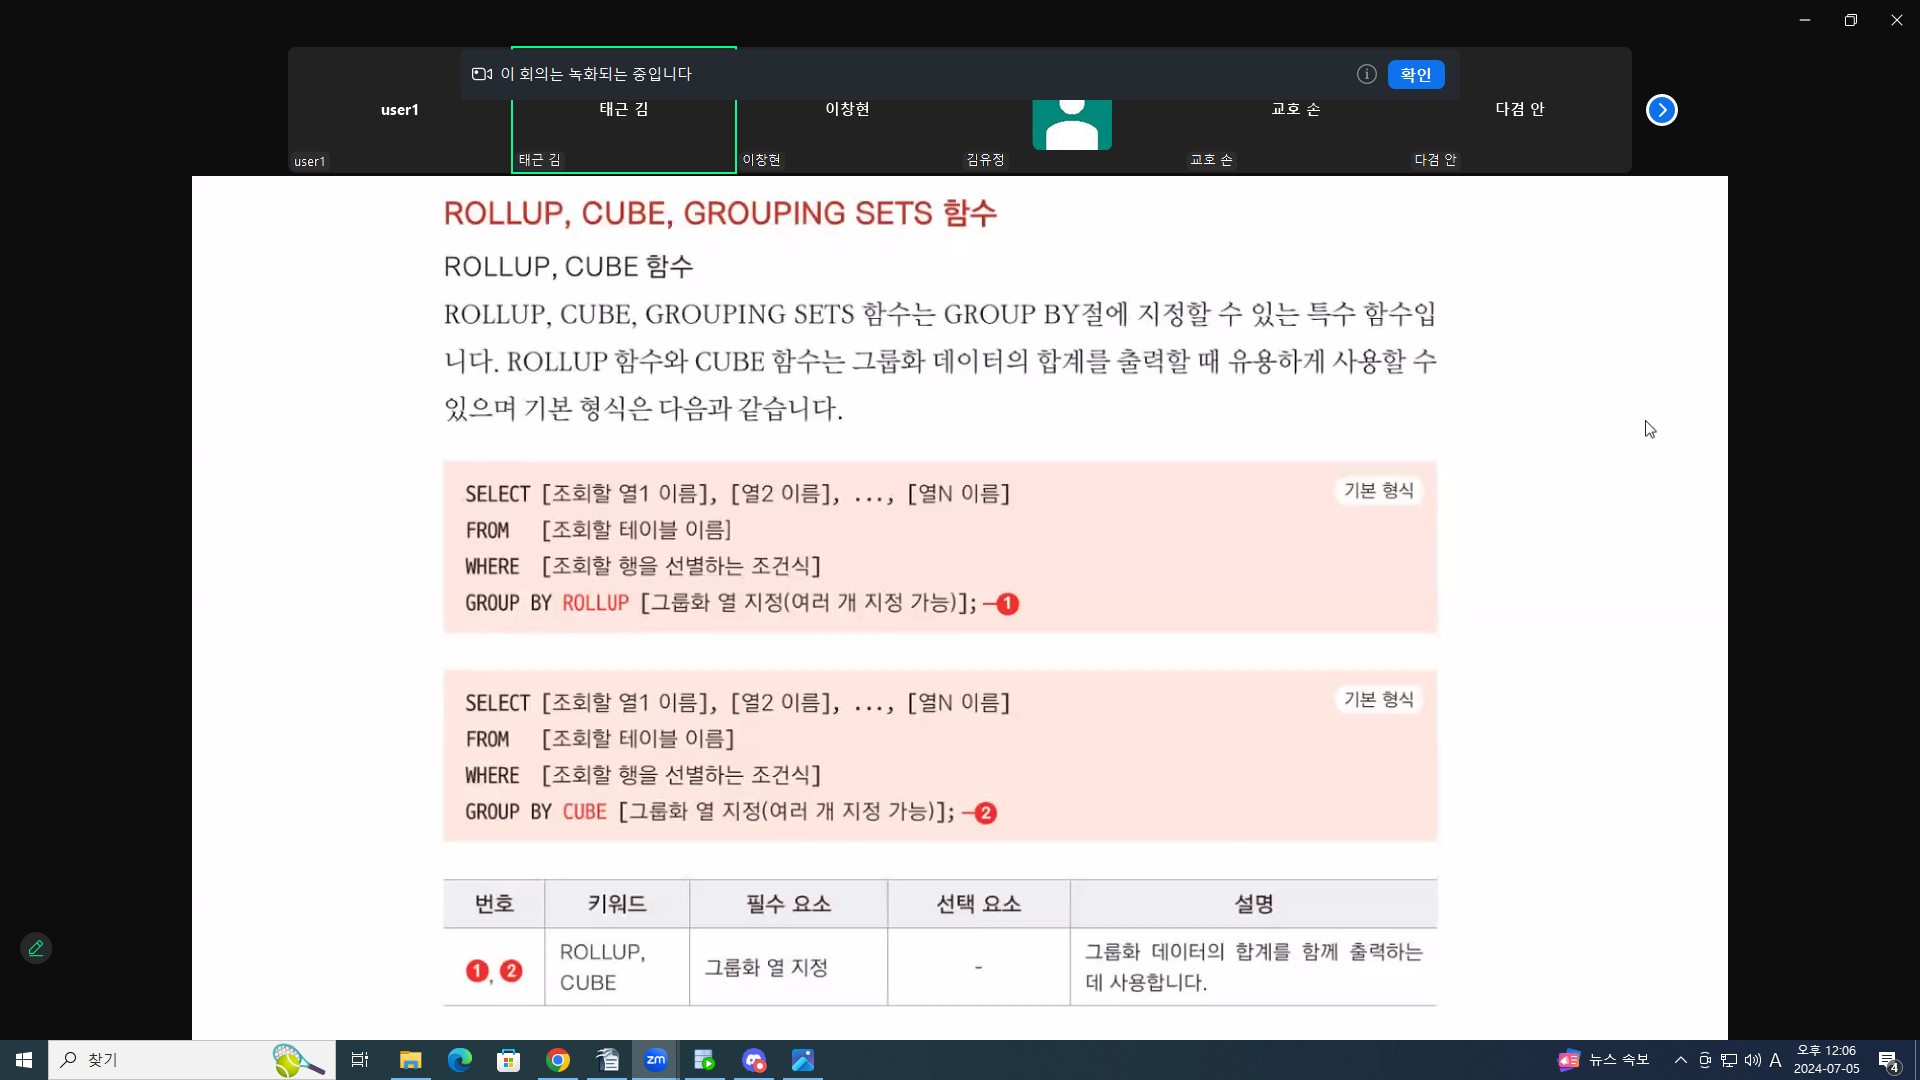 이 회의는 녹화되는 중입니다
확인
user1
태근 김
이창현
교호 손
다겸 안
user1
태근 김
이창현
김유정
교호 손
다겸 안
ROLLUP, CUBE, GROUPING SETS 함수
ROLLUP, CUBE 함수
ROLLUP, CUBE, GROUPING SETS 함수는 GROUP BY절에 지정할 수 있는 특수 함수입
니다. ROLLUP 함수와 CUBE 함수는 그룹화 데이터의 합계를 출력할 때 유용하게 사용할 수
있으며 기본 형식은 다음과 같습니다.
기본 형식
SELECT [조회할 열1 이름], [열2 이름], ..., [열N 이름]
FROM [조회할 테이블 이름]
WHERE [조회할 행을 선별하는 조건식]
GROUP BY ROLLUP [그룹화 열 지정(여러 개 지정 가능)]; 1
기본 형식
SELECT [조회할 열1 이름], [열2 이름], ..., [열N 이름]
FROM [조회할 테이블 이름]
WHERE [조회할 행을 선별하는 조건식]
GROUP BY CUBE [그룹화 열 지정(여러 개 지정 가능)]; 2
번호 키워드 필수 요소 선택 요소 설명
1, 2 ROLLUP, CUBE 그룹화 열 지정 - 그룹화 데이터의 합계를 함께 출력하는 데 사용합니다.
찾기
zm
뉴스 속보
A
오후 12:06
2024-07-05
4